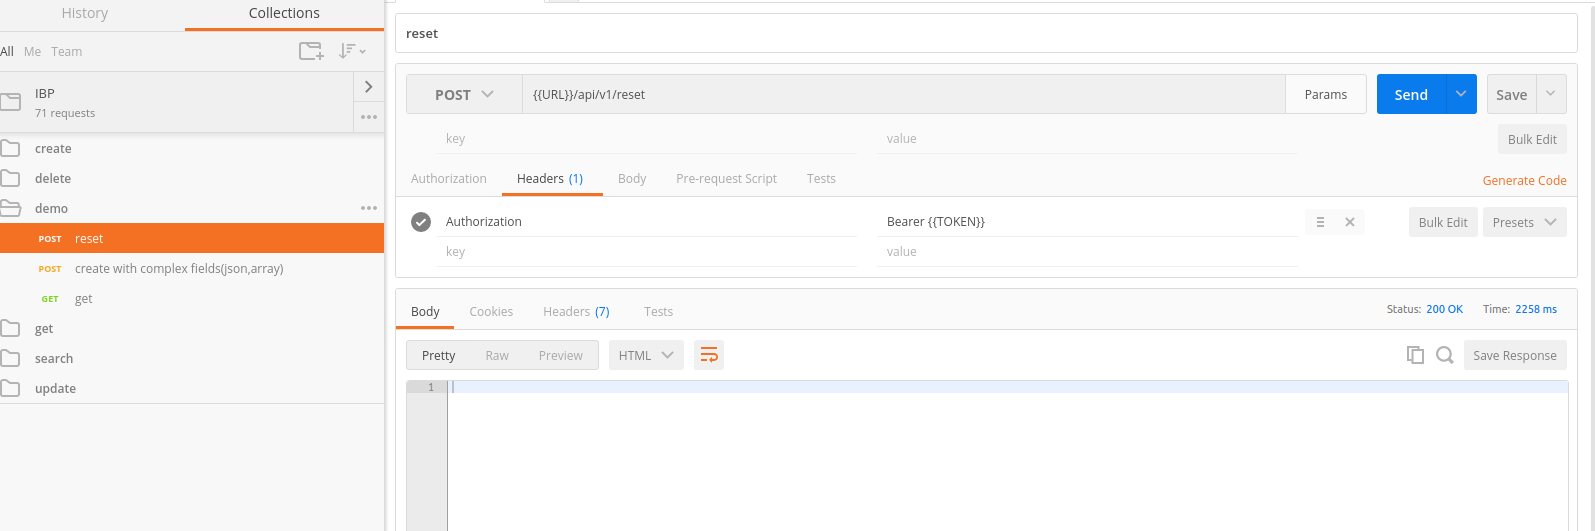 History Collections
All Me Team
IBP
71 requests
create
delete
demo
POST reset
POST create with complex fields(json,array)
GET get
get
search
update
reset
POST {{URL}}/api/v1/reset Params Send Save
key value Bulk Edit
Authorization Headers (1) Body Pre-request Script Tests Generate Code
Authorization Bearer {{TOKEN}} Bulk Edit Presets
key value
Body Cookies Headers (7) Tests Status: 200 OK Time: 2258 ms
Pretty Raw Preview HTML Save Response
1